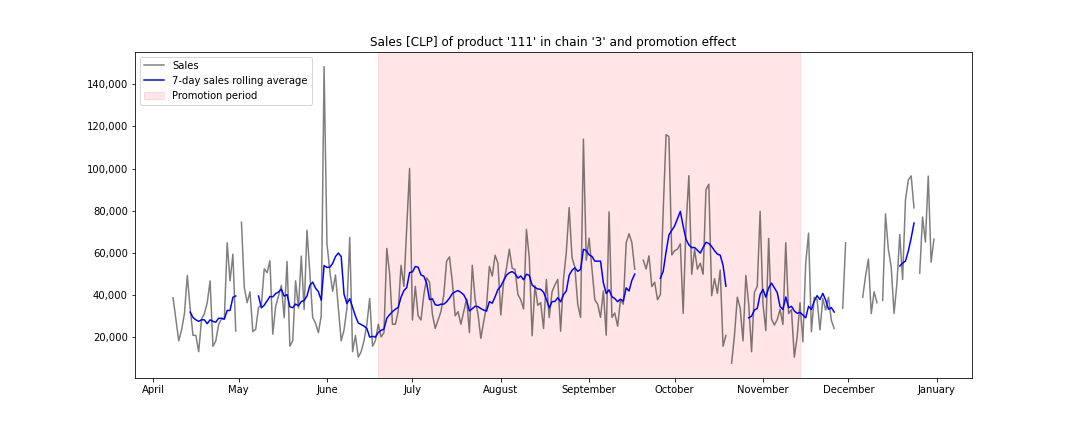 Sales [CLP] of product '111' in chain '3' and promotion effect
Sales
7-day sales rolling average
Promotion period
140,000
120,000
100,000
80,000
60,000
40,000
20,000
April May June July August September October November December January